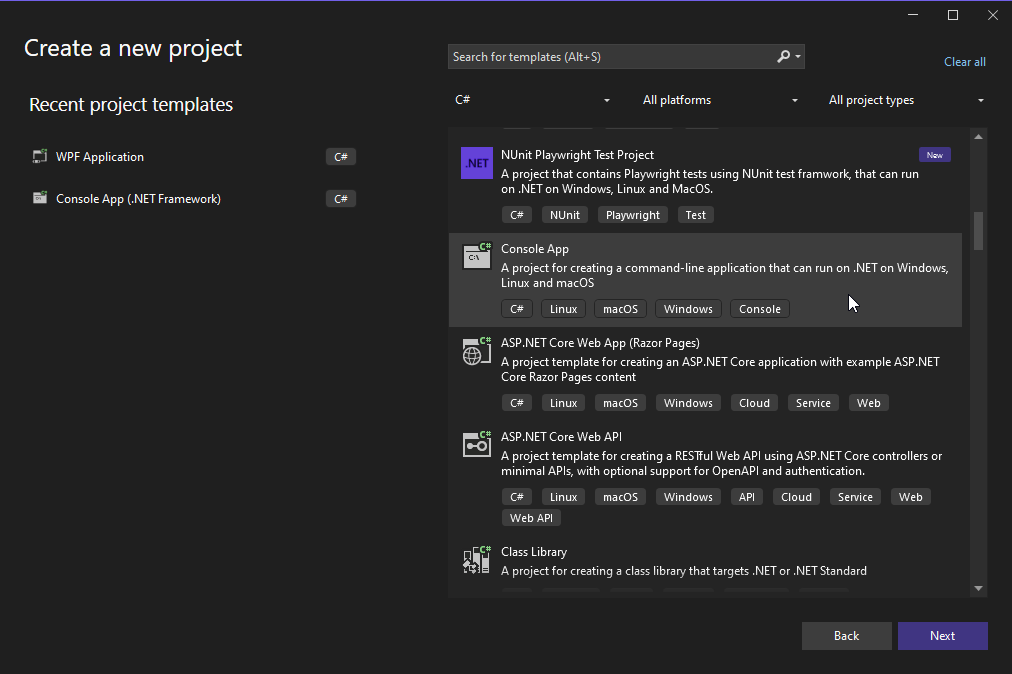 Create a new project
Search for templates (Alt+S)
Clear all
Recent project templates
C#
All platforms
All project types
WPF Application
C#
Console App (.NET Framework)
C#
.NET
NUnit Playwright Test Project
New
A project that contains Playwright tests using NUnit test framwork, that can run
on .NET on Windows, Linux and MacOS.
C# NUnit Playwright Test
C#
C:\
Console App
A project for creating a command-line application that can run on .NET on Windows,
Linux and macOS
C# Linux macOS Windows Console
C#
ASP.NET Core Web App (Razor Pages)
A project template for creating an ASP.NET Core application with example ASP.NET
Core Razor Pages content
C# Linux macOS Windows Cloud Service Web
C#
ASP.NET Core Web API
A project template for creating a RESTful Web API using ASP.NET Core controllers or
minimal APIs, with optional support for OpenAPI and authentication.
C# Linux macOS Windows API Cloud Service Web
Web API
C#
Class Library
A project for creating a class library that targets .NET or .NET Standard
Back
Next